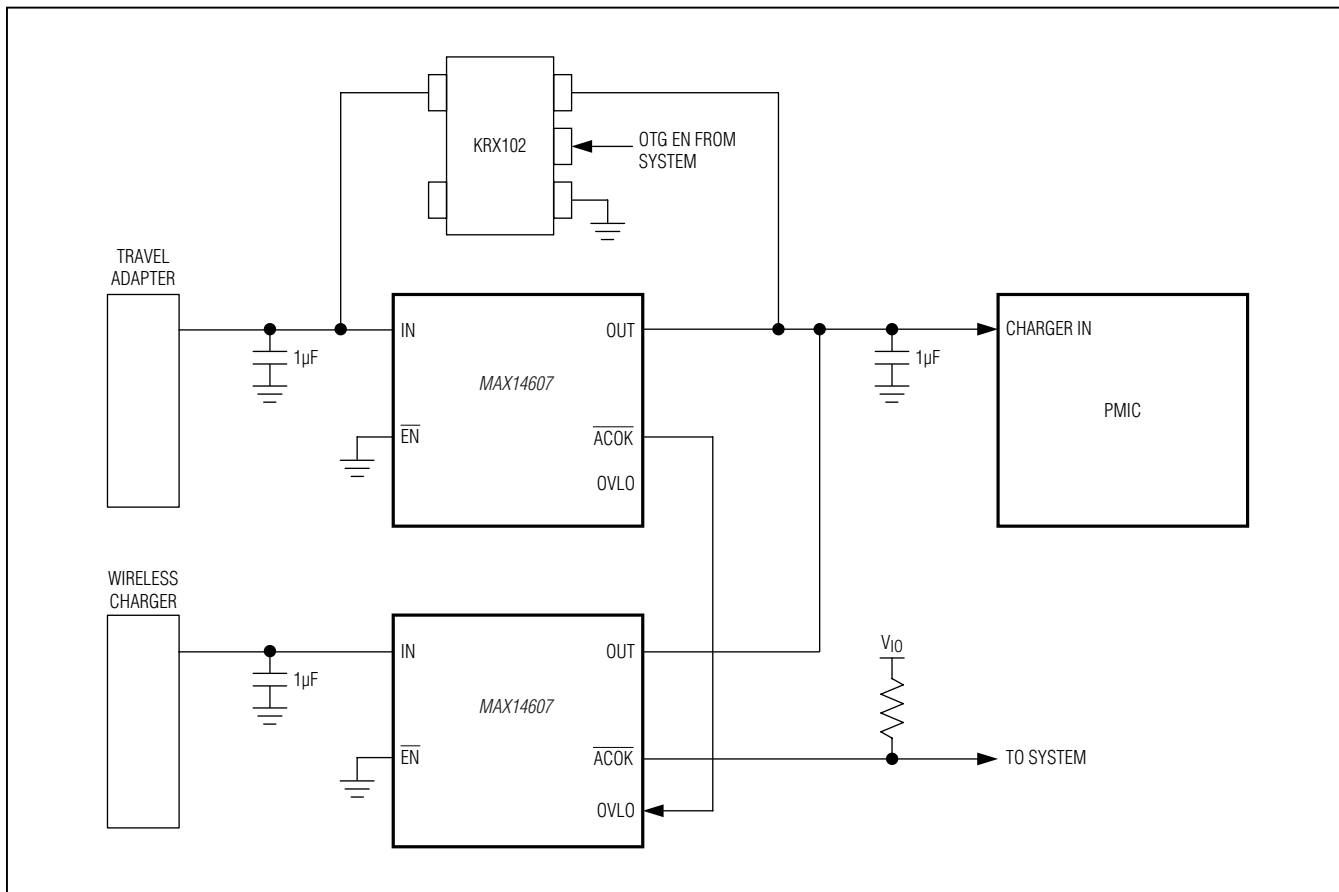 KRX102
OTG EN FROM
SYSTEM
TRAVEL
ADAPTER
IN
OUT
CHARGER IN
1µF
1µF
MAX14607
PMIC
EN
ACOK
OVLO
WIRELESS
CHARGER
IN
OUT
VIO
1µF
MAX14607
EN
ACOK
TO SYSTEM
OVLO